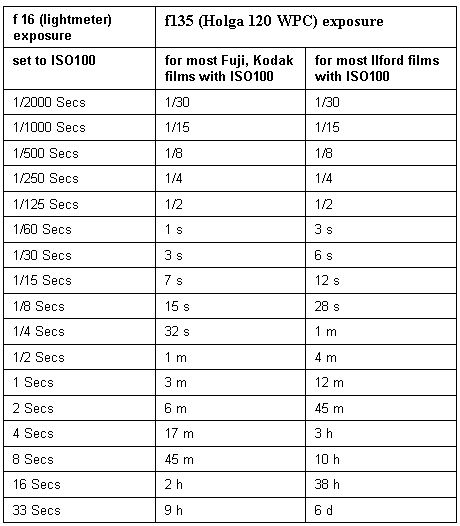 f 16 (lightmeter) exposure f135 (Holga 120 WPC) exposure
set to ISO100 for most Fuji, Kodak films with ISO100 for most Ilford films with ISO100
1/2000 Secs 1/30 1/30
1/1000 Secs 1/15 1/15
1/500 Secs 1/8 1/8
1/250 Secs 1/4 1/4
1/125 Secs 1/2 1/2
1/60 Secs 1 s 3 s
1/30 Secs 3 s 6 s
1/15 Secs 7 s 12 s
1/8 Secs 15 s 28 s
1/4 Secs 32 s 1 m
1/2 Secs 1 m 4 m
1 Secs 3 m 12 m
2 Secs 6 m 45 m
4 Secs 17 m 3 h
8 Secs 45 m 10 h
16 Secs 2 h 38 h
33 Secs 9 h 6 d